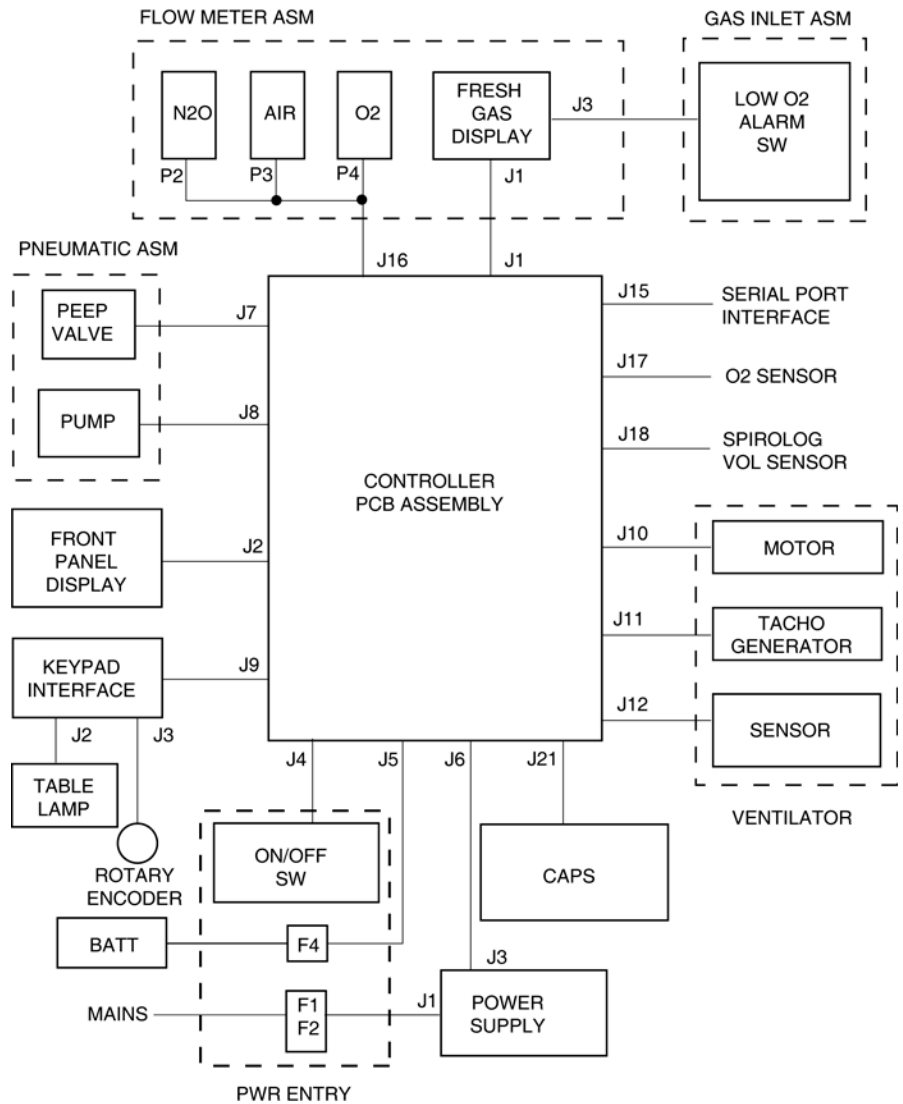 FLOW METER ASM
GAS INLET ASM
N2O
AIR
O2
FRESH
GAS
DISPLAY
J3
LOW O2
ALARM
SW
P2
P3
P4
J1
PNEUMATIC ASM
J16
J1
PEEP
VALVE
J7
J15
SERIAL PORT
INTERFACE
J17
O2 SENSOR
PUMP
J8
J18
SPIROLOG
VOL SENSOR
CONTROLLER
PCB ASSEMBLY
FRONT
PANEL
DISPLAY
J2
J10
MOTOR
J11
TACHO
GENERATOR
KEYPAD
INTERFACE
J9
J12
SENSOR
J2
J3
J4
J5
J6
J21
TABLE
LAMP
VENTILATOR
ROTARY
ENCODER
ON/OFF
SW
CAPS
BATT
F4
J3
MAINS
F1
F2
J1
POWER
SUPPLY
PWR ENTRY